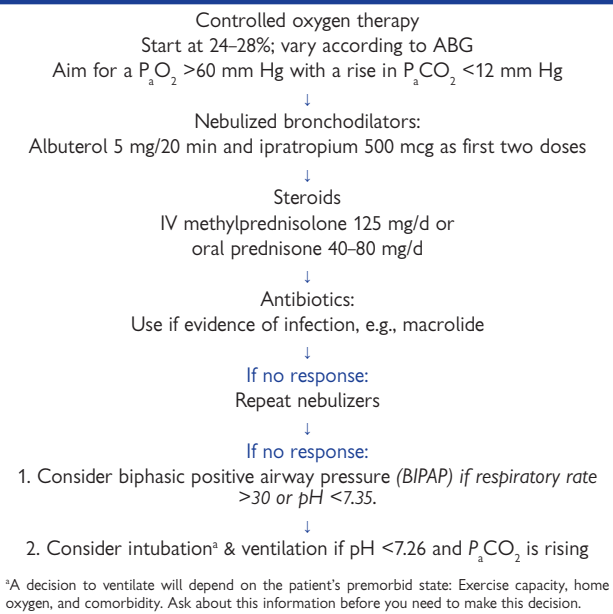 Controlled oxygen therapy
Start at 24–28%; vary according to ABG
Aim for a PaO2 >60 mm Hg with a rise in PaCO2 <12 mm Hg
↓
Nebulized bronchodilators:
Albuterol 5 mg/20 min and ipratropium 500 mcg as first two doses
↓
Steroids
IV methylprednisolone 125 mg/d or
oral prednisone 40–80 mg/d
↓
Antibiotics:
Use if evidence of infection, e.g., macrolide
↓
If no response:
Repeat nebulizers
↓
If no response:
1. Consider biphasic positive airway pressure (BIPAP) if respiratory rate
>30 or pH <7.35.
↓
2. Consider intubationa & ventilation if pH <7.26 and PaCO2 is rising
aA decision to ventilate will depend on the patient's premorbid state: Exercise capacity, home
oxygen, and comorbidity. Ask about this information before you need to make this decision.